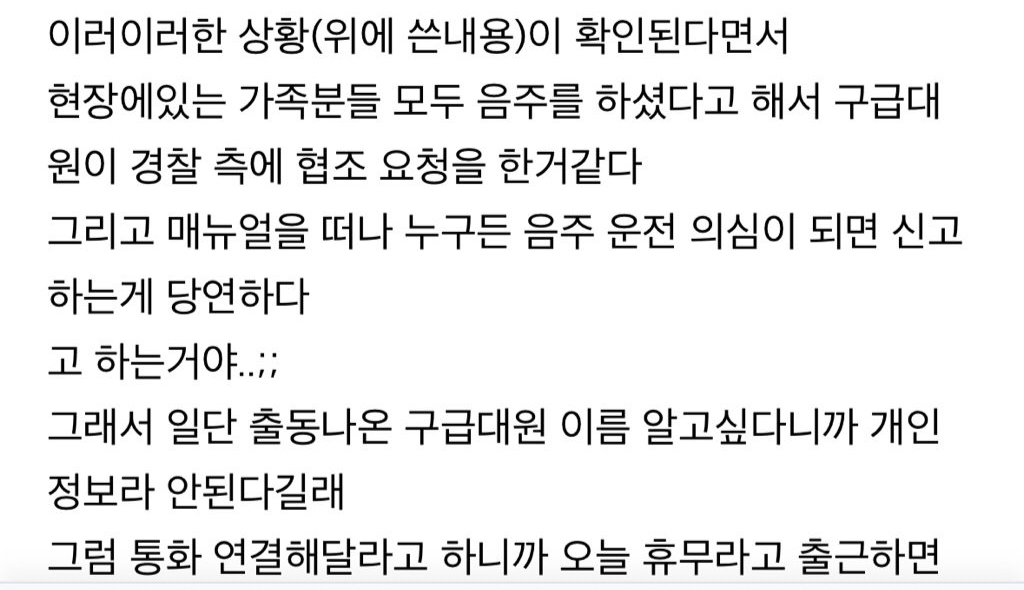 이러이러한 상황(위에 쓴내용)이 확인된다면서
현장에있는 가족분들 모두 음주를 하셨다고 해서 구급대
원이 경찰 측에 협조 요청을 한거같다
그리고 매뉴얼을 떠나 누구든 음주 운전 의심이 되면 신고
하는게 당연하다
고 하는거야..;;
그래서 일단 출동나온 구급대원 이름 알고싶다니까 개인
정보라 안된다길래
그럼 통화 연결해달라고 하니까 오늘 휴무라고 출근하면